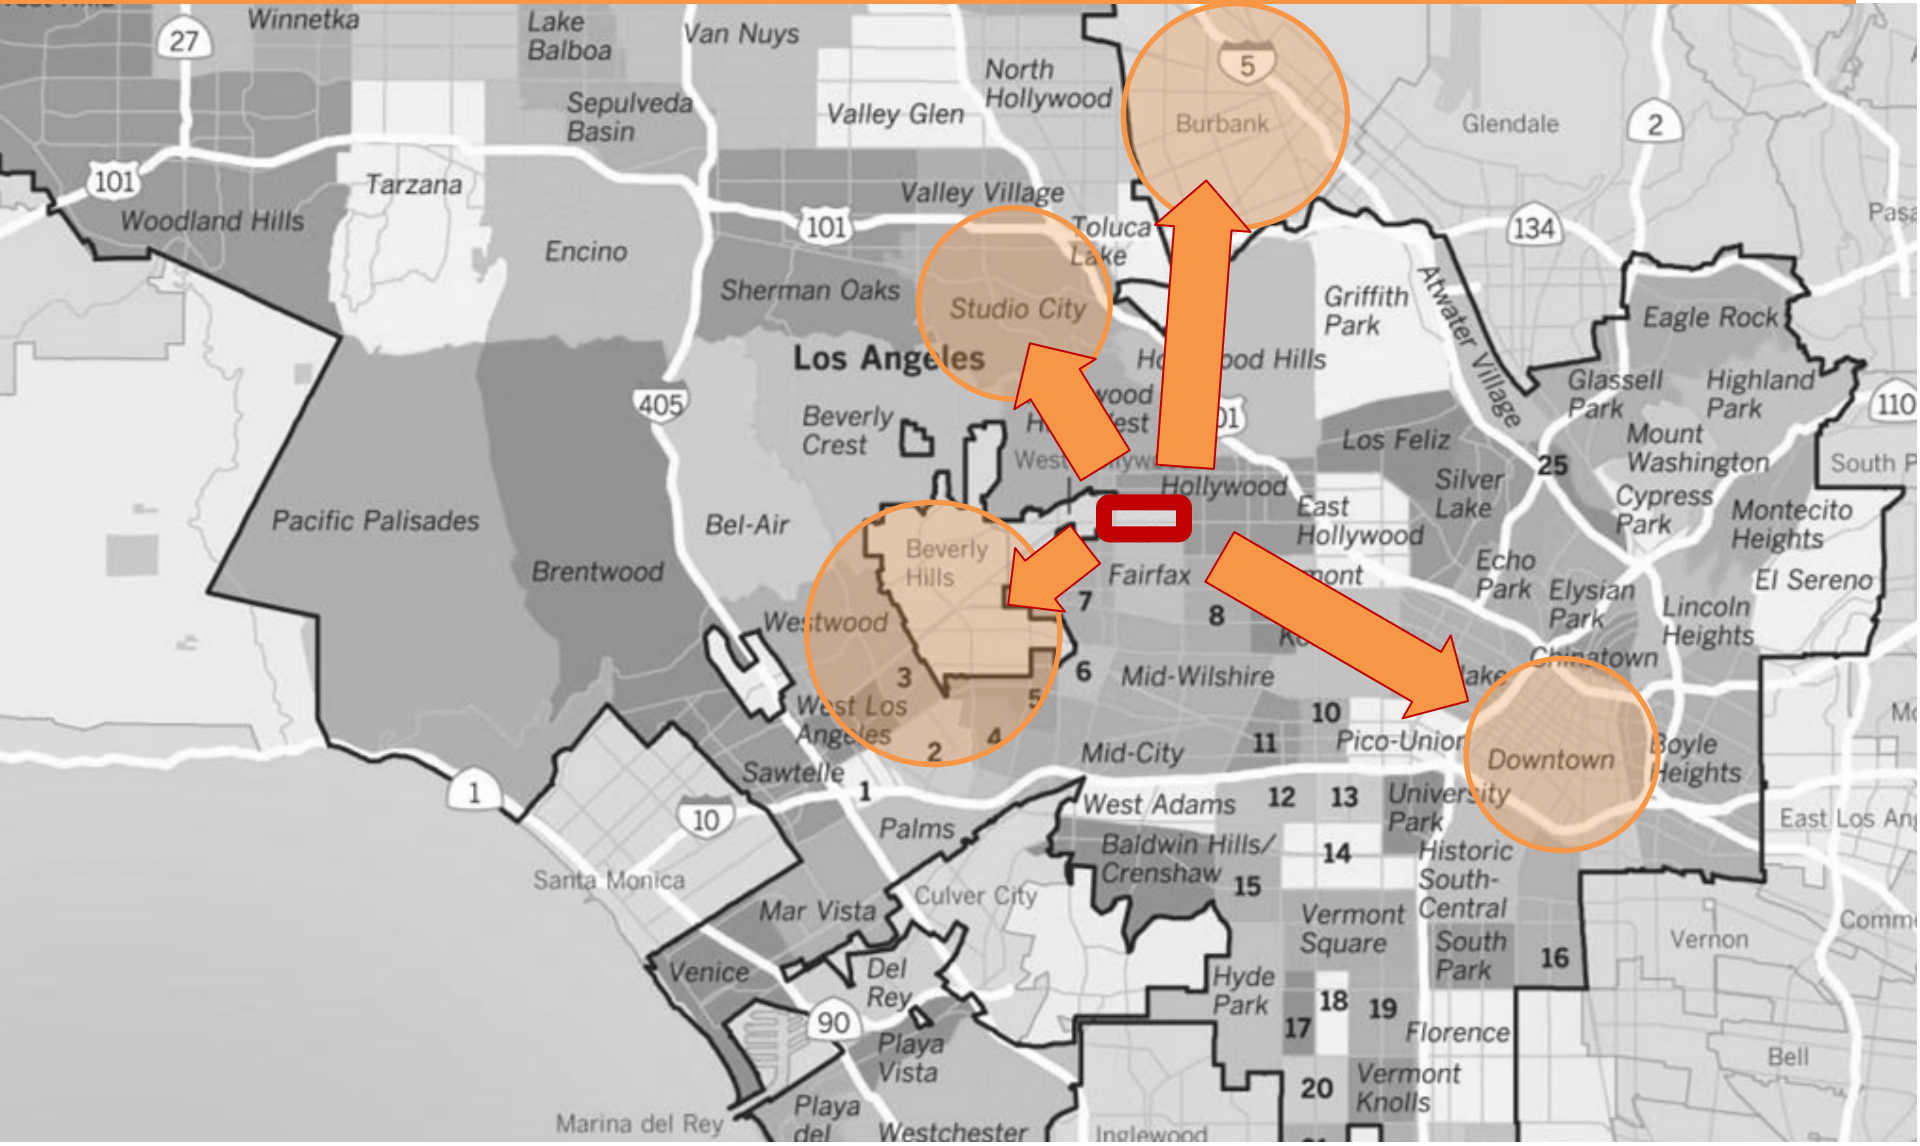 Winnetka
Lake
Balboa
Van Nuys
27
North
Hollywood
5
Sepulveda
Basin
Valley Glen
Burbank
Glendale
2
101
Tarzana
Valley Village
Woodland Hills
101
Toluca
Lake
134
Encino
Sherman Oaks
Studio City
Griffith
Park
Atwater Village
Eagle Rock
Los Angeles
Hills
Glassell
Park
Highland
Park
405
110
Beverly
Crest
Los Feliz
Mount
Washington
25
South P
Silver
Lake
Cypress
Park
Hollywood
East
Hollywood
Montecito
Heights
Pacific Palisades
Bel-Air
Beverly
Hills
Brentwood
Fairfax
Echo
Park
Elysian
Park
El Sereno
7
8
Lincoln
Heights
Westwood
Chinatown
3
6
Mid-Wilshire
5
West Los
Angeles
10
2
4
Mid-City
11
Pico-Union
Downtown
Boyle
Heights
Sawtelle
1
1
10
West Adams
12
13
University
Park
East Los Ang
Palms
Baldwin Hills/
Crenshaw
14
Historic
South-
Central
Santa Monica
15
Culver City
Mar Vista
Vermont
Square
Vernon
South
Park
16
Venice
Del
Rey
Hyde
Park
18
19
90
17
Florence
Playa
Vista
Bell
20
Vermont
Knolls
Marina del Rey
Playa
del
Westchester
Inglewood